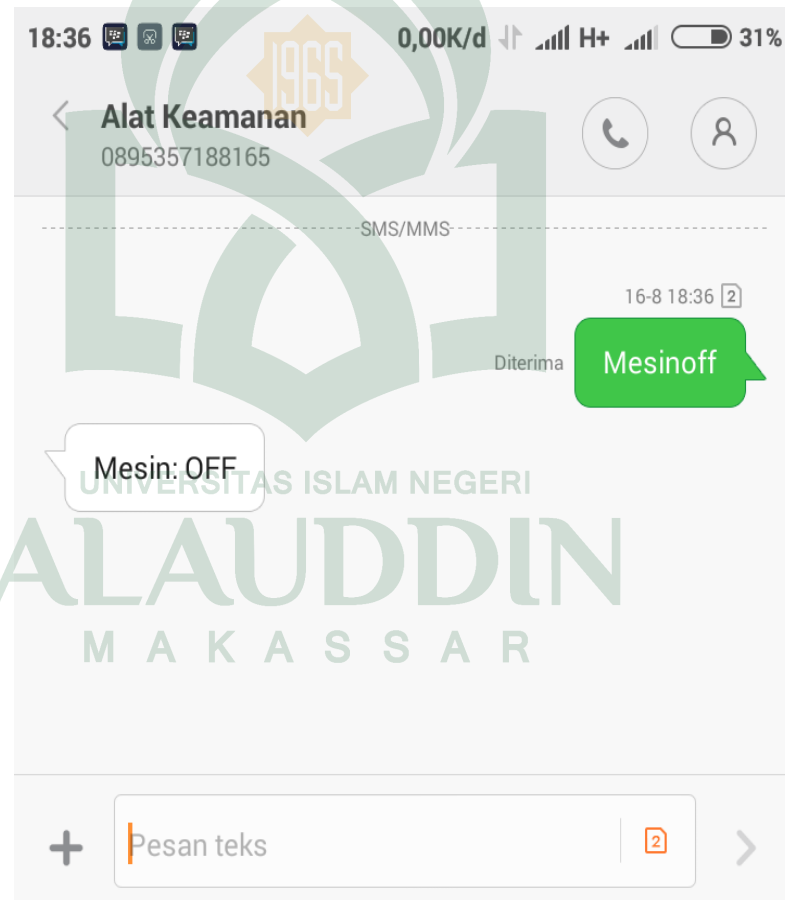 18:36 0,00K/d H+ 31%
1965
Alat Keamanan
0895357188165
SMS/MMS
16-8 18:36 2
Diterima Mesinoff
Mesin: OFF
UNIVERSITAS ISLAM NEGERI
ALAUDDIN
MAKASSAR
Pesan teks 2